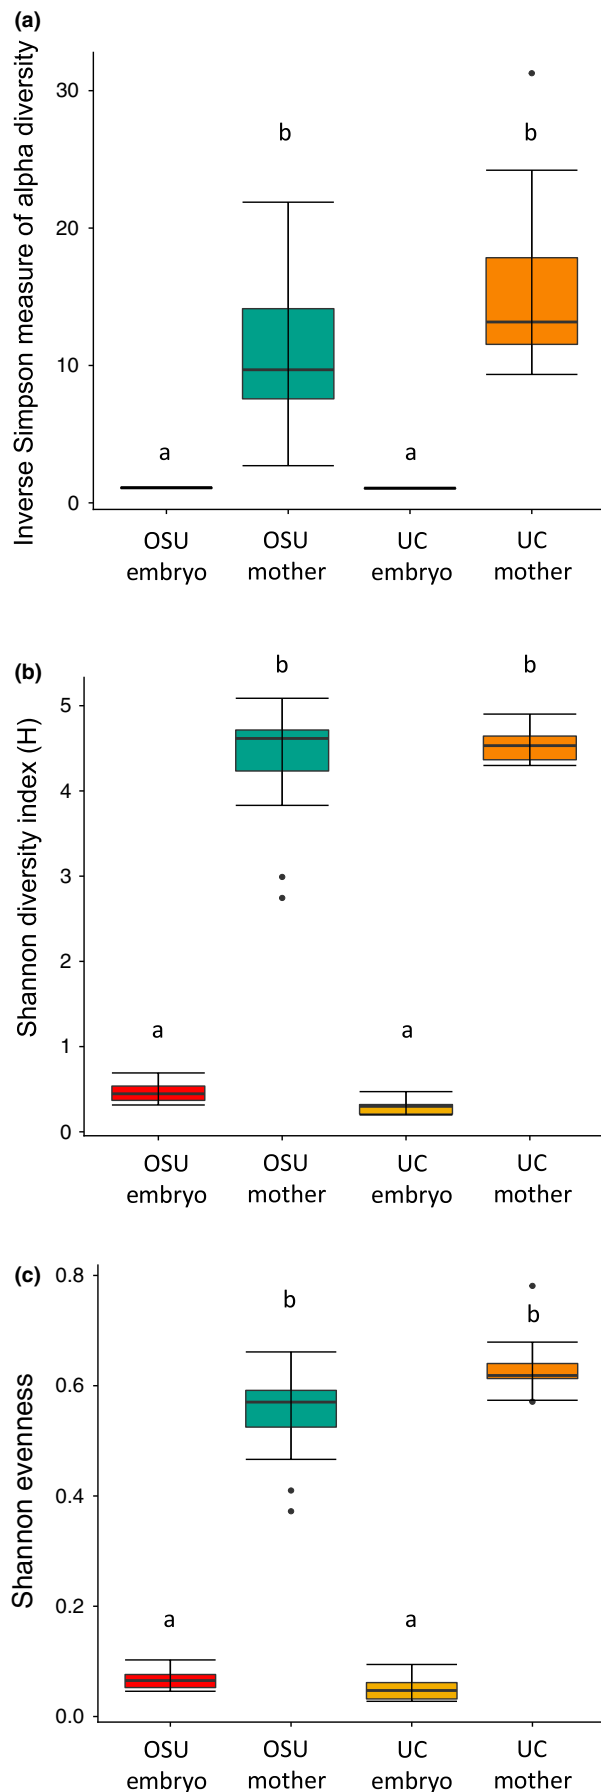 (a)
Inverse Simpson measure of alpha diversity
30
20
10
0
b
b
a
a
OSU
embryo
OSU
mother
UC
embryo
UC
mother
(b)
Shannon diversity index (H)
5
4
3
2
1
0
b
b
a
a
OSU
embryo
OSU
mother
UC
embryo
UC
mother
(c)
Shannon evenness
0.8
0.6
0.4
0.2
0.0
b
b
a
a
OSU
embryo
OSU
mother
UC
embryo
UC
mother